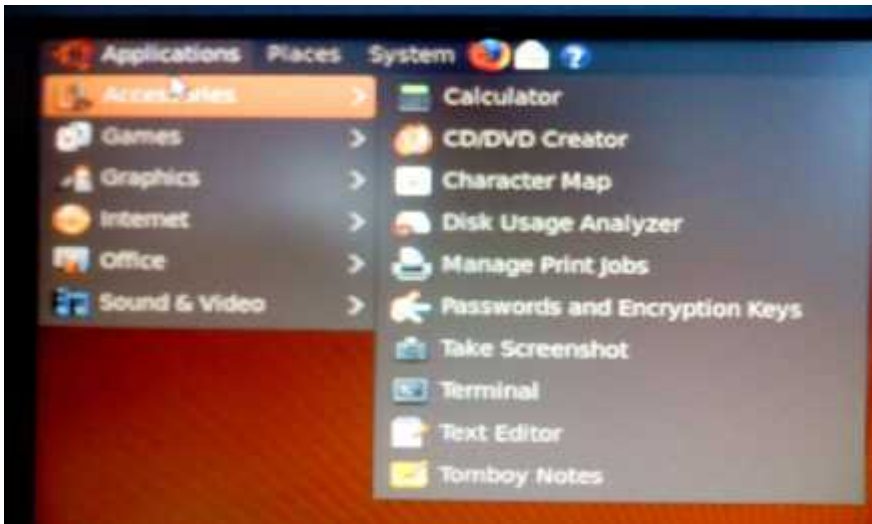 Applications Places System
Accessories
Games
Graphics
Internet
Office
Sound & Video
Calculator
CD/DVD Creator
Character Map
Disk Usage Analyzer
Manage Print Jobs
Passwords and Encryption Keys
Take Screenshot
Terminal
Text Editor
Tomboy Notes